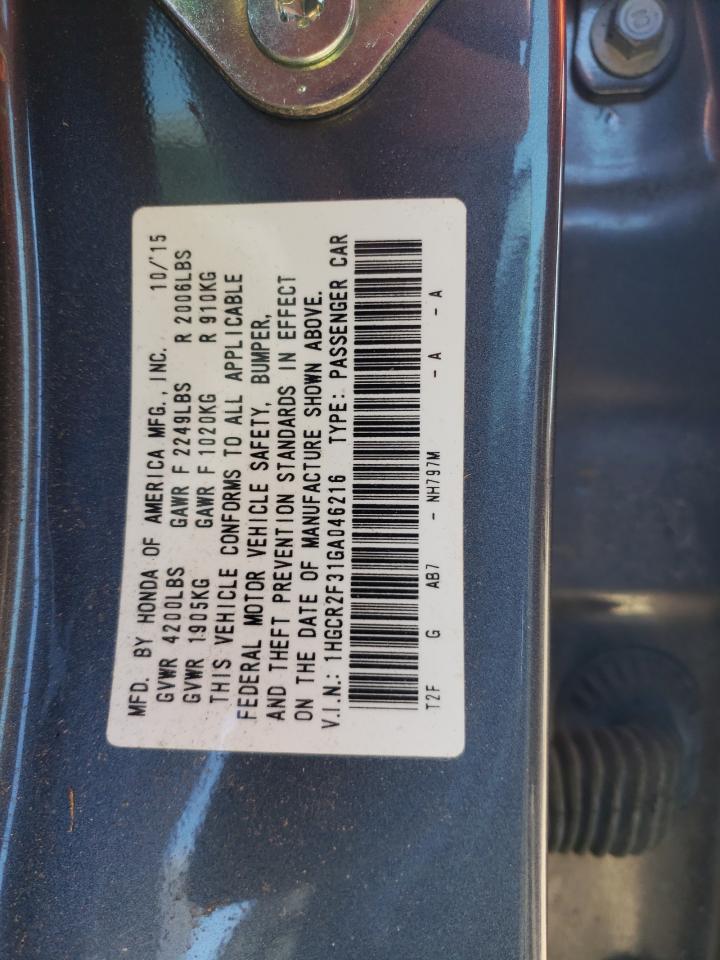 MFD. BY HONDA OF AMERICA MFG., INC. 10/'15
GVWR 4200LBS GAWR F 2249LBS R 2006LBS
GVWR 1905KG GAWR F 1020KG R 910KG
THIS VEHICLE CONFORMS TO ALL APPLICABLE
FEDERAL MOTOR VEHICLE SAFETY, BUMPER,
AND THEFT PREVENTION STANDARDS IN EFFECT
ON THE DATE OF MANUFACTURE SHOWN ABOVE.
V.I.N.: 1HGCR2F31GA046216 TYPE: PASSENGER CAR
T2F G AB7 - NH797M - A - A